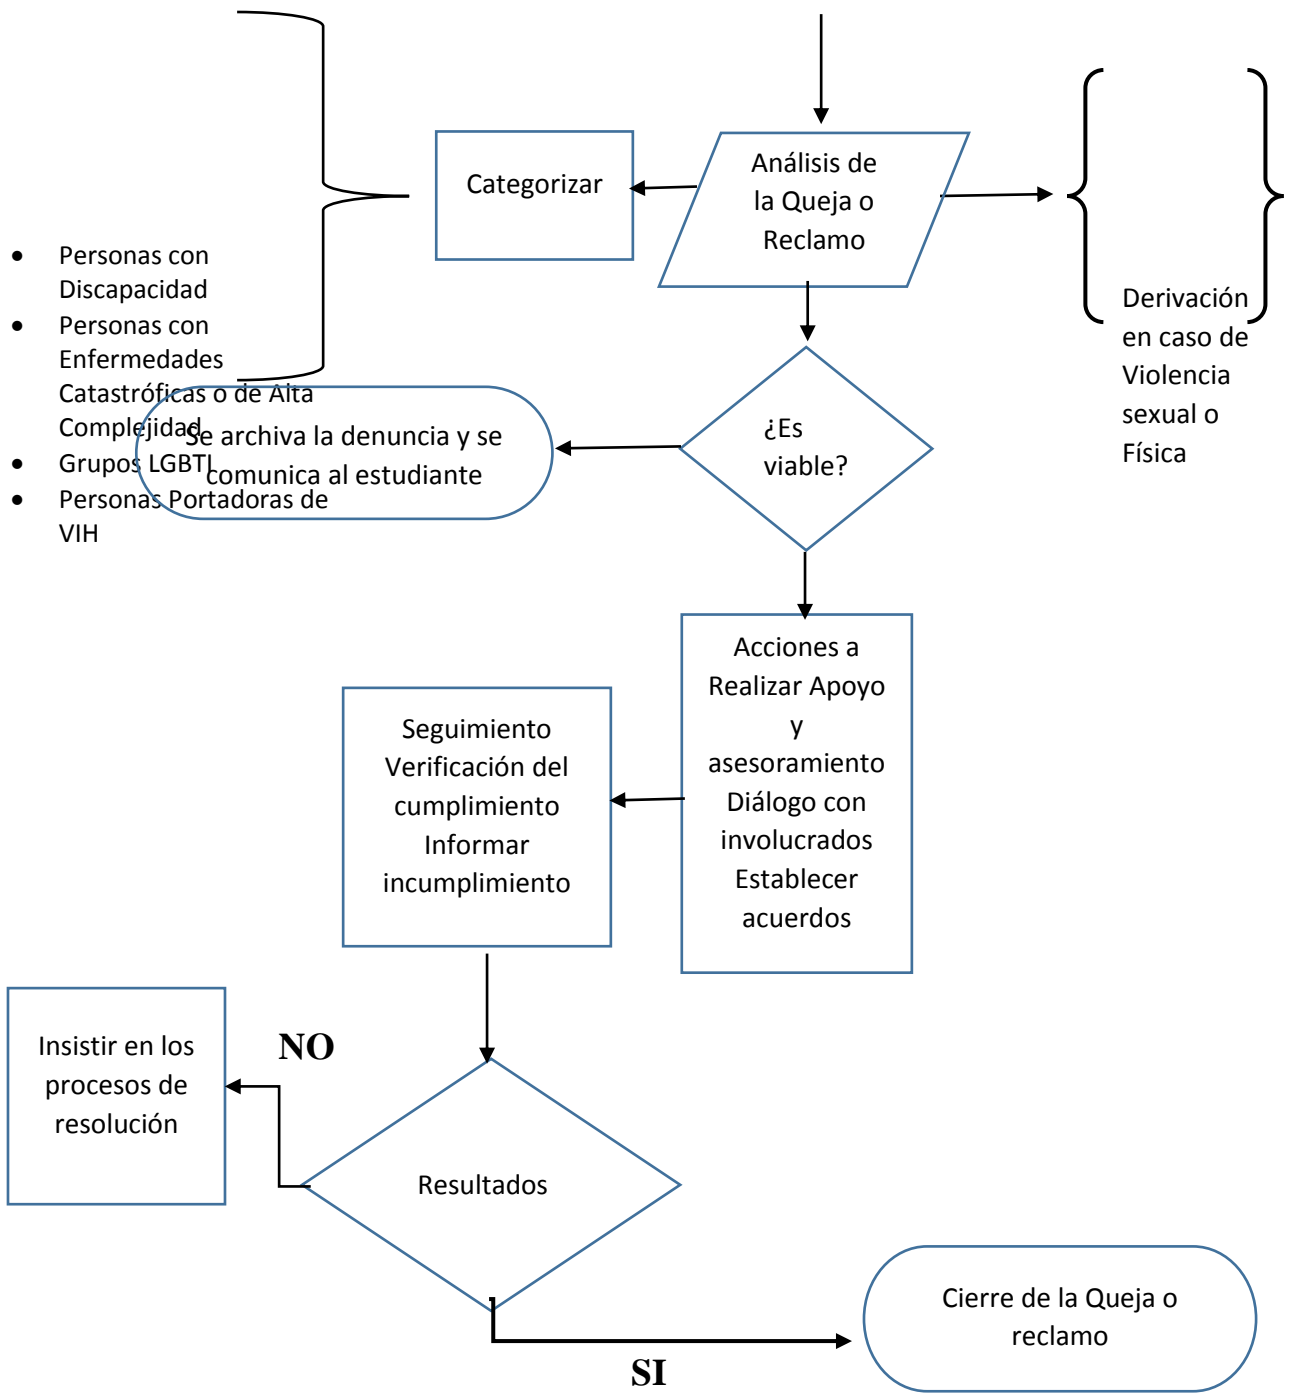 Análisis de
la Queja o
Reclamo
Categorizar
• Personas con
Discapacidad
• Personas con
Enfermedades
Catastróficas o de Alta
Complejidad
• Grupos LGBTI
• Personas Portadoras de
VIH
Derivación
en caso de
Violencia
sexual o
Física
¿Es
viable?
Se archiva la denuncia y se
comunica al estudiante
Acciones a
Realizar Apoyo
y
asesoramiento
Diálogo con
involucrados
Establecer
acuerdos
Seguimiento
Verificación del
cumplimiento
Informar
incumplimiento
Insistir en los
procesos de
resolución
NO
Resultados
SI
Cierre de la Queja o
reclamo